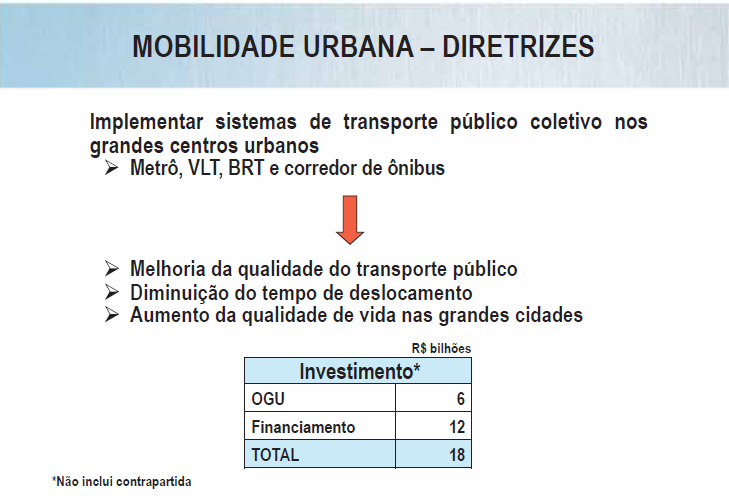 MOBILIDADE URBANA – DIRETRIZES
Implementar sistemas de transporte público coletivo nos
grandes centros urbanos
Metrô, VLT, BRT e corredor de ônibus
Melhoria da qualidade do transporte público
Diminuição do tempo de deslocamento
Aumento da qualidade de vida nas grandes cidades
R$ bilhões
Investimento*
OGU 6
Financiamento 12
TOTAL 18
*Não inclui contrapartida